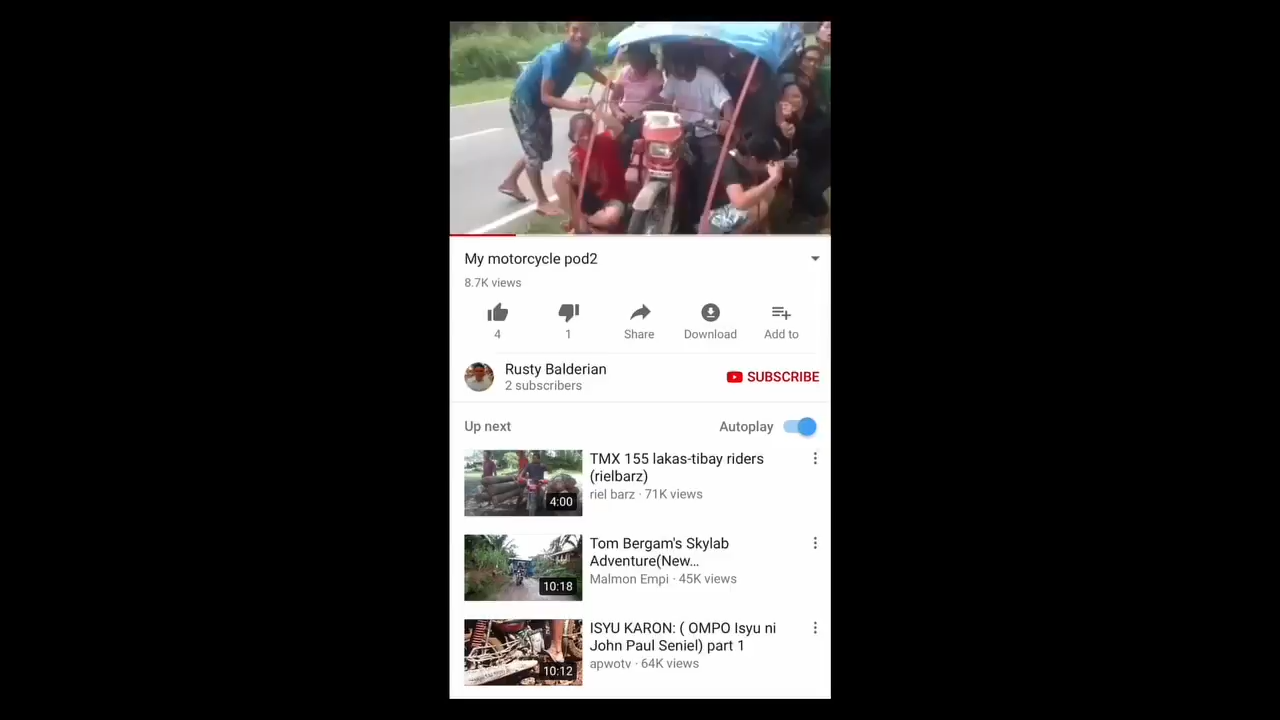 My motorcycle pod2
8.7K views
4
1
Share
Download
Add to
Rusty Balderian
2 subscribers
SUBSCRIBE
Up next
Autoplay
TMX 155 lakas-tibay riders
(rielbarz)
riel barz · 71K views
4:00
Tom Bergam's Skylab
Adventure(New...
Malmon Empi · 45K views
10:18
ISYU KARON: ( OMPO Isyu ni
John Paul Seniel) part 1
apwotv · 64K views
10:12